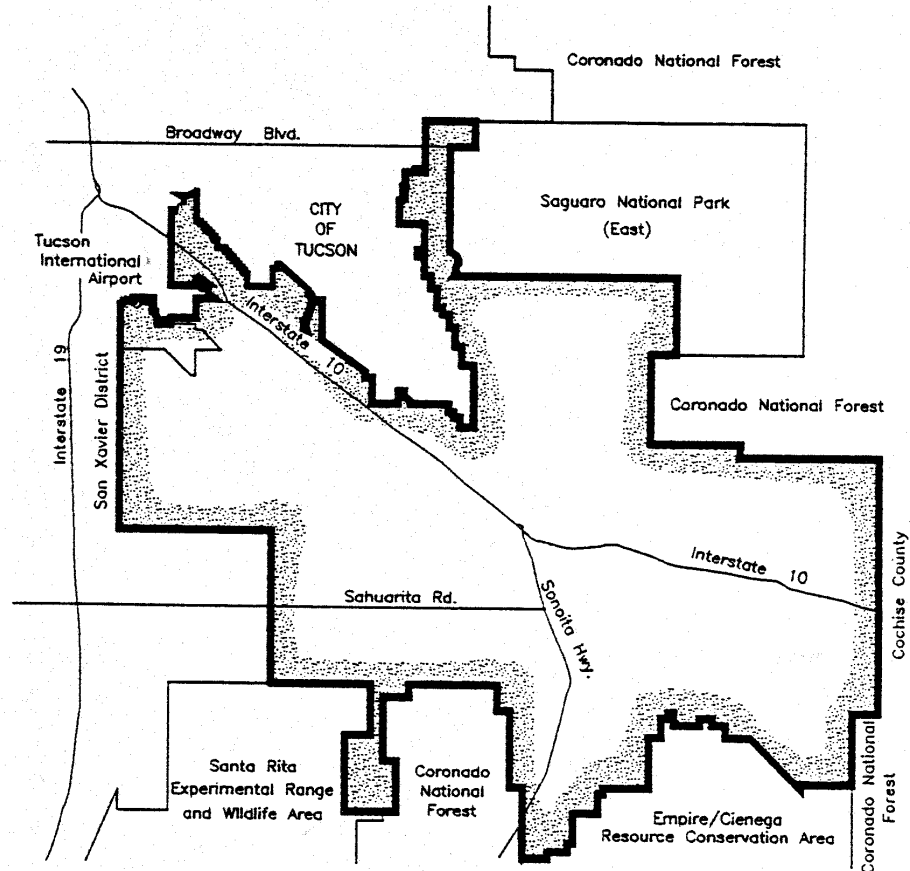 Coronado National Forest
Broadway Blvd.
CITY
OF
TUCSON
Saguaro National Park
(East)
Tucson
International
Airport
Interstate 10
Interstate 19
San Xavier District
Coronado National Forest
Interstate 10
Cochise County
Sahuarita Rd.
Sonoita Hwy.
Santa Rita
Experimental Range
and Wildlife Area
Coronado
National
Forest
Empire/Cienega
Resource Conservation Area
Coronado National
Forest